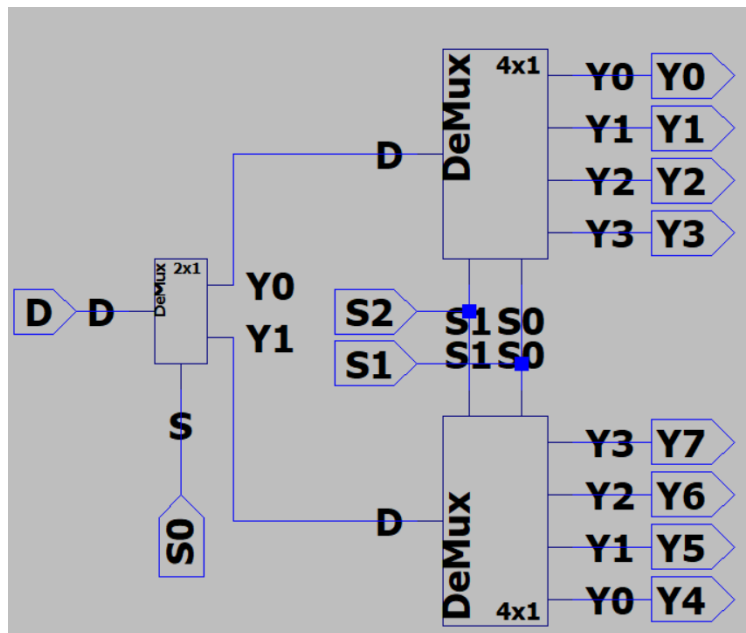 4x1
DeMux
Y0 Y0
Y1 Y1
D
Y2 Y2
Y3 Y3
2x1
DeMux
D D
Y0
Y1
S2
S1 S0
S1
S1 S0
S
S0
Y3 Y7
Y2 Y6
D
Y1 Y5
DeMux
Y0 Y4
4x1